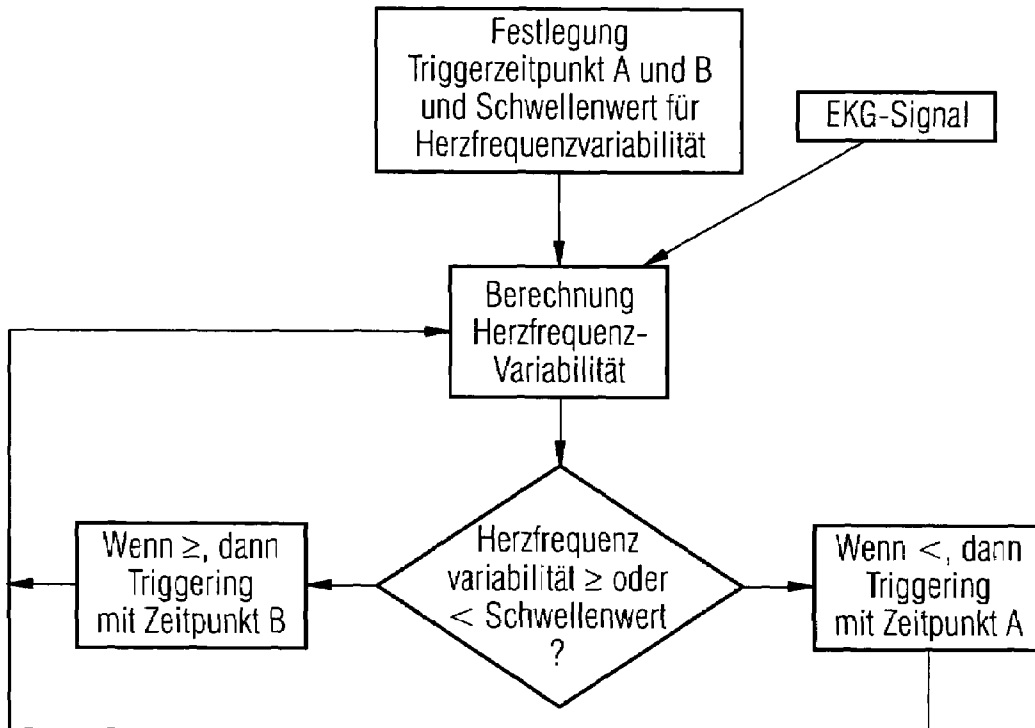 Festlegung
Triggerzeitpunkt A und B
und Schwellenwert für
Herzfrequenzvariabilität
EKG-Signal
Berechnung
Herzfrequenz-
Variabilität
Wenn ≥, dann
Triggering
mit Zeitpunkt B
Herzfrequenz
variabilität ≥ oder
< Schwellenwert
?
Wenn <, dann
Triggering
mit Zeitpunkt A